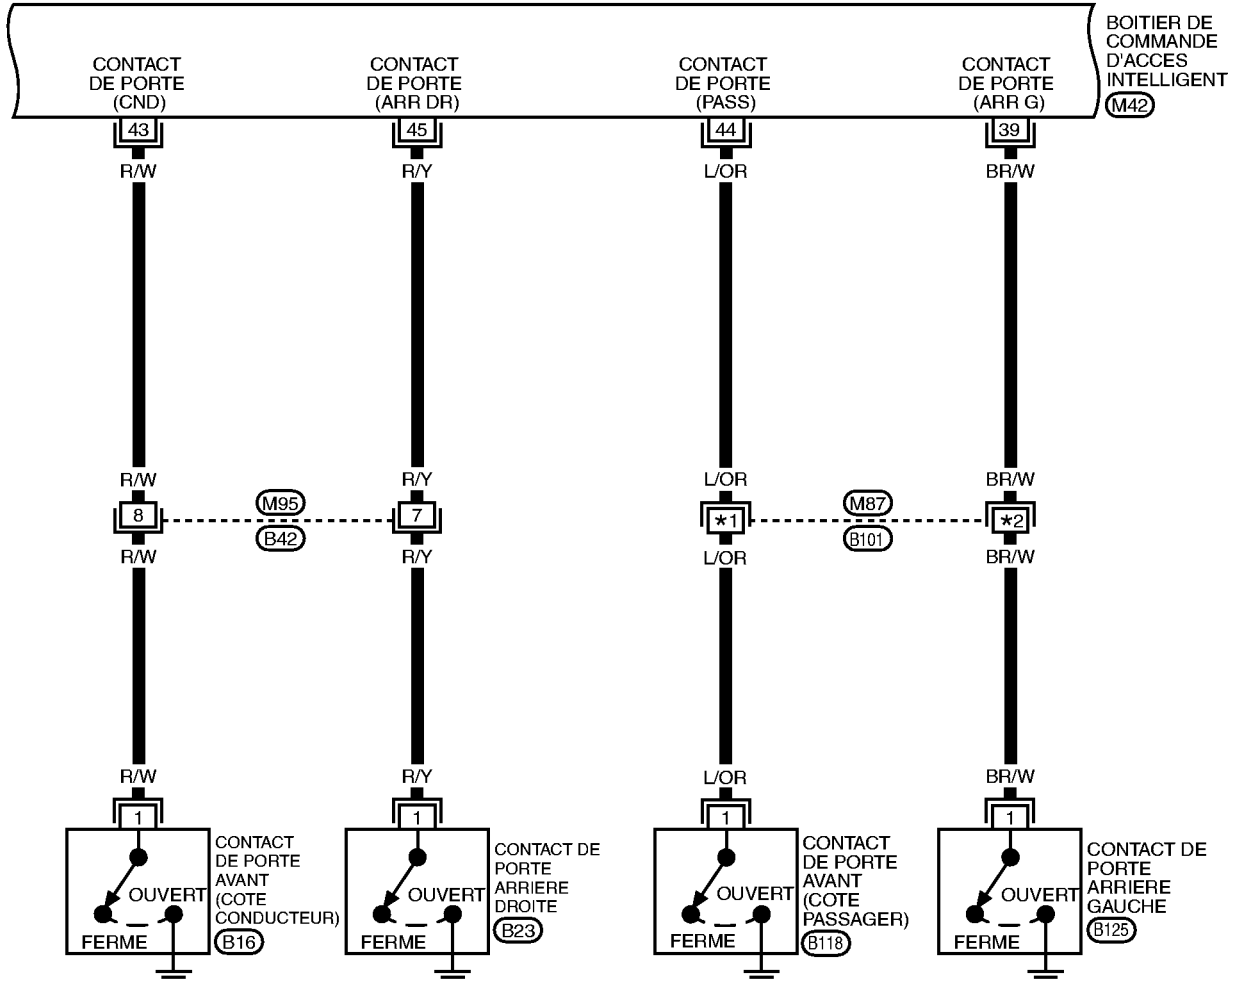 BOITIER DE
COMMANDE
D'ACCES
INTELLIGENT
M42
CONTACT
DE PORTE
(CND)
CONTACT
DE PORTE
(ARR DR)
CONTACT
DE PORTE
(PASS)
CONTACT
DE PORTE
(ARR G)
43
45
44
39
R/W
R/Y
L/OR
BR/W
R/W
R/Y
L/OR
BR/W
8
M95
B42
7
*1
M87
B101
*2
R/W
R/Y
L/OR
BR/W
R/W
R/Y
L/OR
BR/W
1
1
1
1
OUVERT
FERME
CONTACT
DE PORTE
AVANT
(COTE
CONDUCTEUR)
B16
OUVERT
FERME
CONTACT DE
PORTE
ARRIERE
DROITE
B23
OUVERT
FERME
CONTACT
DE PORTE
AVANT
(COTE
PASSAGER)
B118
OUVERT
FERME
CONTACT DE
PORTE
ARRIERE
GAUCHE
B125